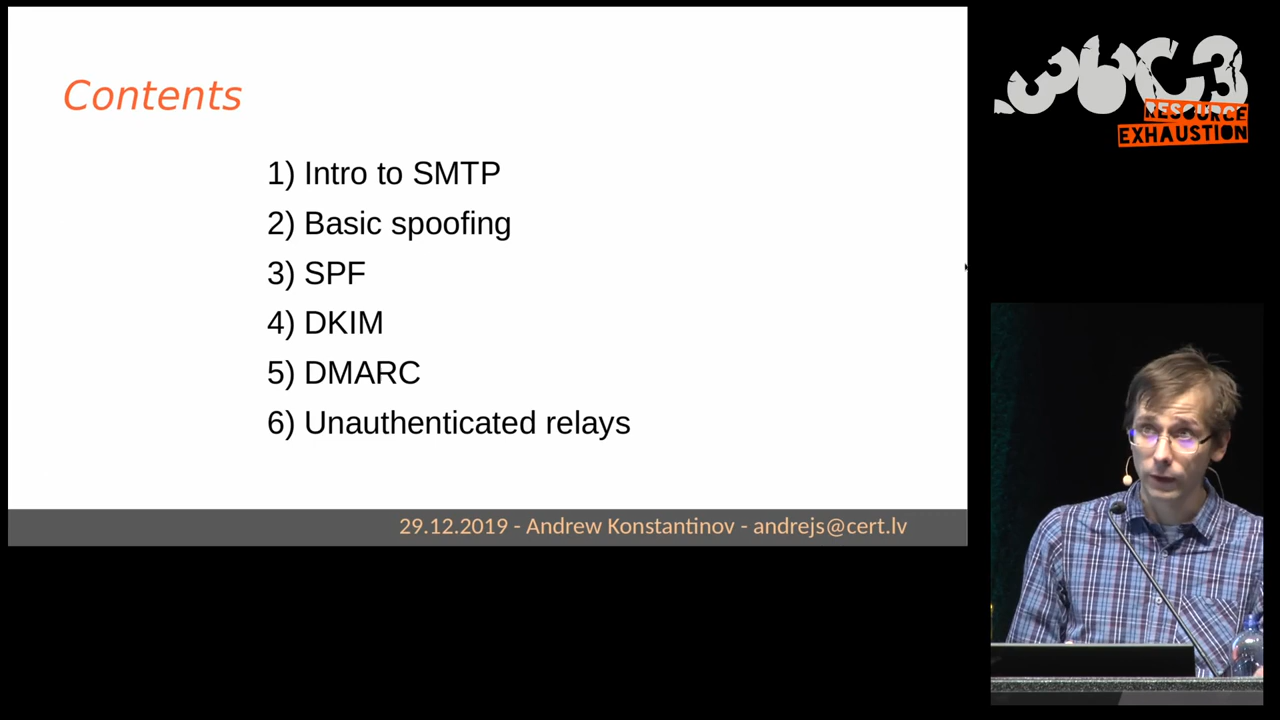 Contents
1) Intro to SMTP
2) Basic spoofing
3) SPF
4) DKIM
5) DMARC
6) Unauthenticated relays
29.12.2019 - Andrew Konstantinov - andrejs@cert.lv
36C3
RESOURCE
EXHAUSTION